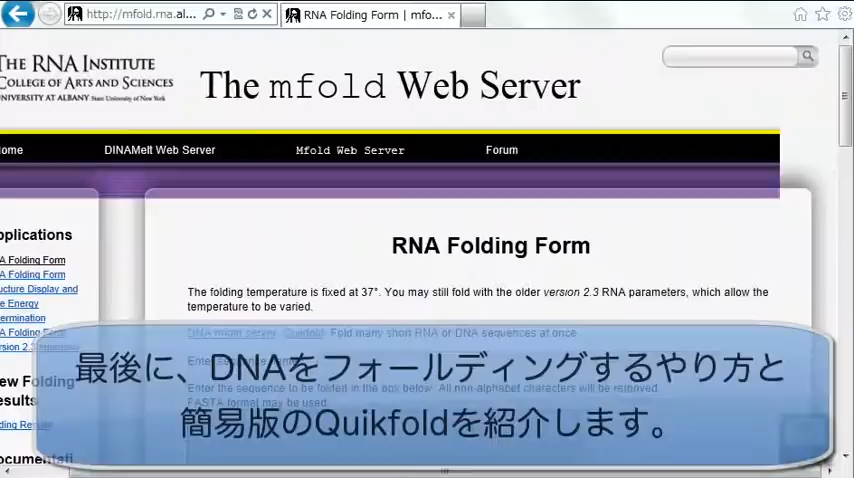 http://mfold.rna.al...
RNA Folding Form | mfo...
THE RNA INSTITUTE
COLLEGE OF ARTS AND SCIENCES
UNIVERSITY AT ALBANY State University of New York
The mfold Web Server
ome
DINAMelt Web Server
Mfold Web Server
Forum
pplications
A Folding Form
A Folding Form
ucture Display and
e Energy
ermination
A Folding Form
rsion 2.3
ew Folding
esults
ding Res
ocumentati
RNA Folding Form
The folding temperature is fixed at 37°. You may still fold with the older version 2.3 RNA parameters, which allow the
temperature to be varied.
DNA mfold server Quikfold: Fold many short RNA or DNA sequences at once.
Enter
Enter the sequence to be folded in the box below. All non-alphabet characters will be removed.
FASTA format may be used.
最後に、DNAをフォールディングするやり方と
簡易版のQuikfoldを紹介します。